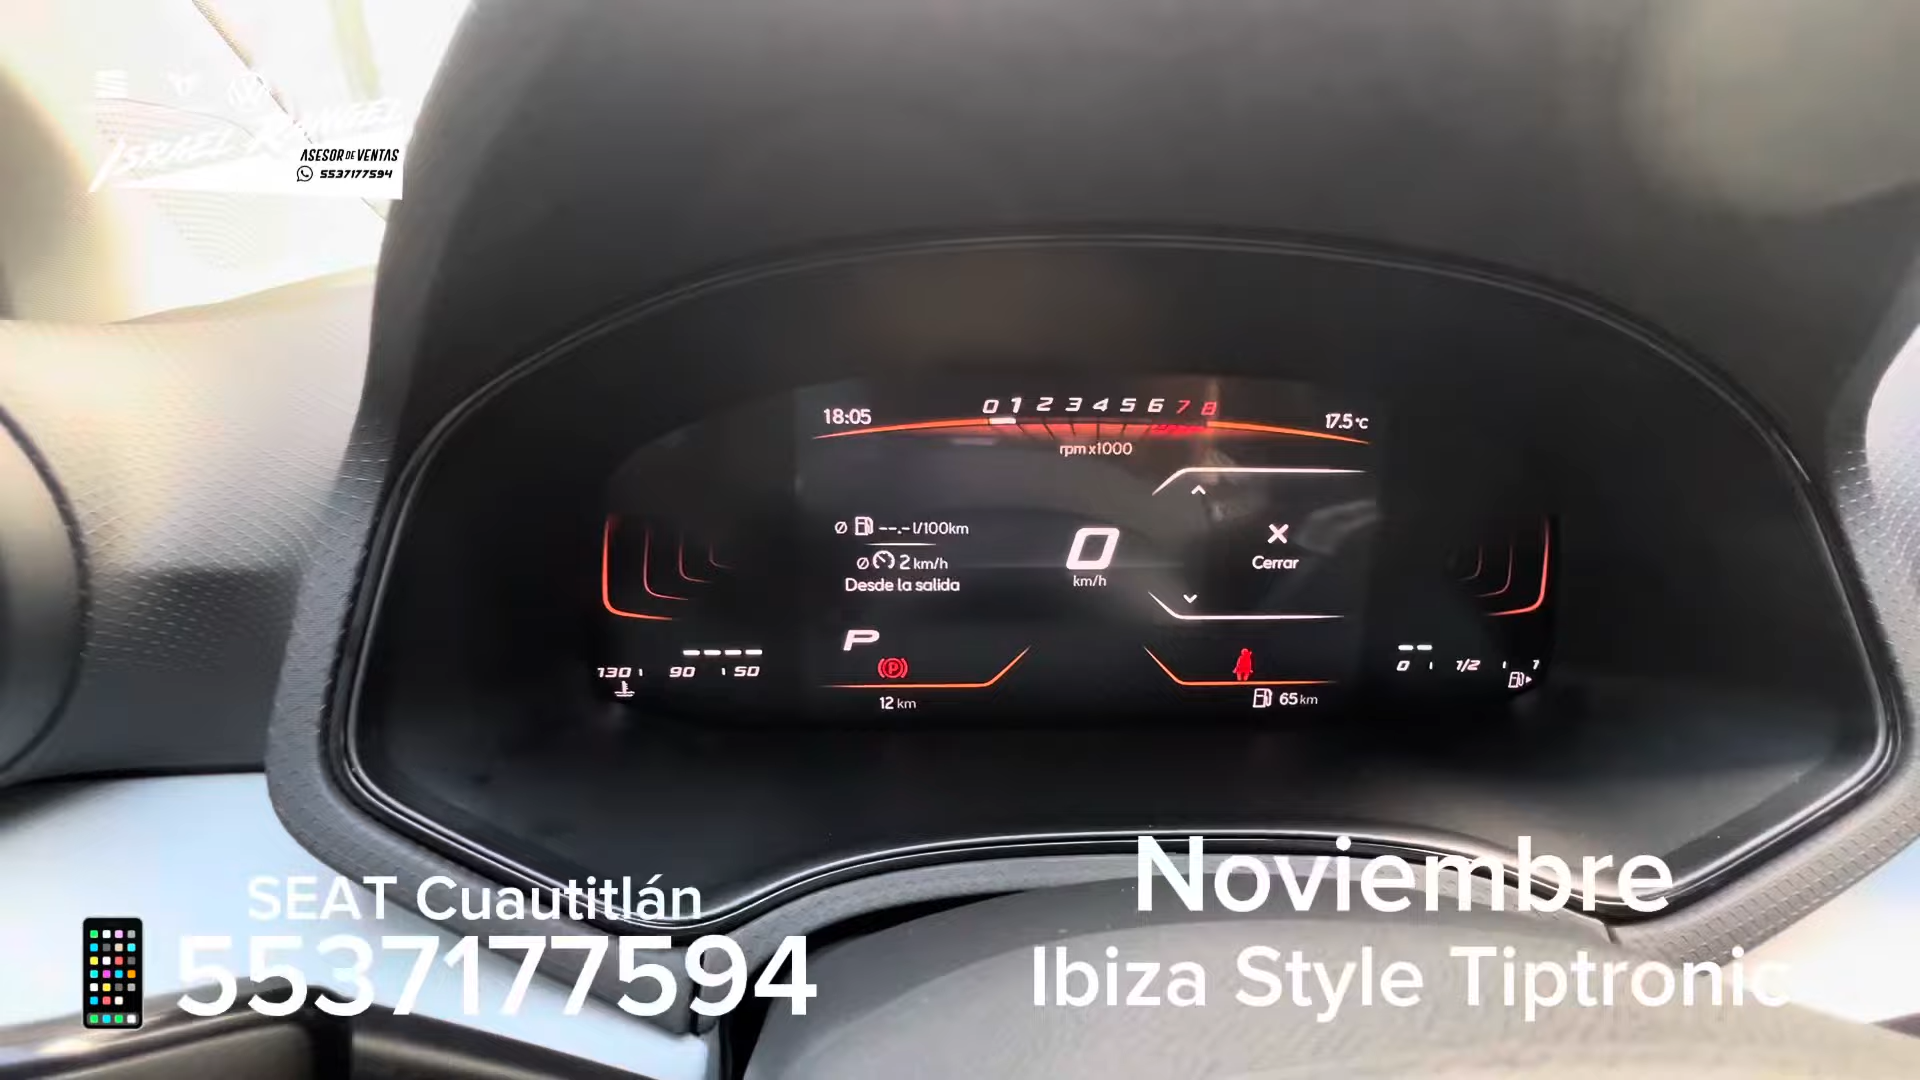 ISRAEL RANGEL
ASESOR DE VENTAS
5537177594
18:05
0 1 2 3 4 5 6 7 8
17.5°C
rpm x1000
Ø --.- l/100km
Ø 2 km/h
Desde la salida
0
km/h
Cerrar
P
(P)
130 90 50
0 1/2 1
12 km
65 km
SEAT Cuautitlán
5537177594
Noviembre
Ibiza Style Tiptronic